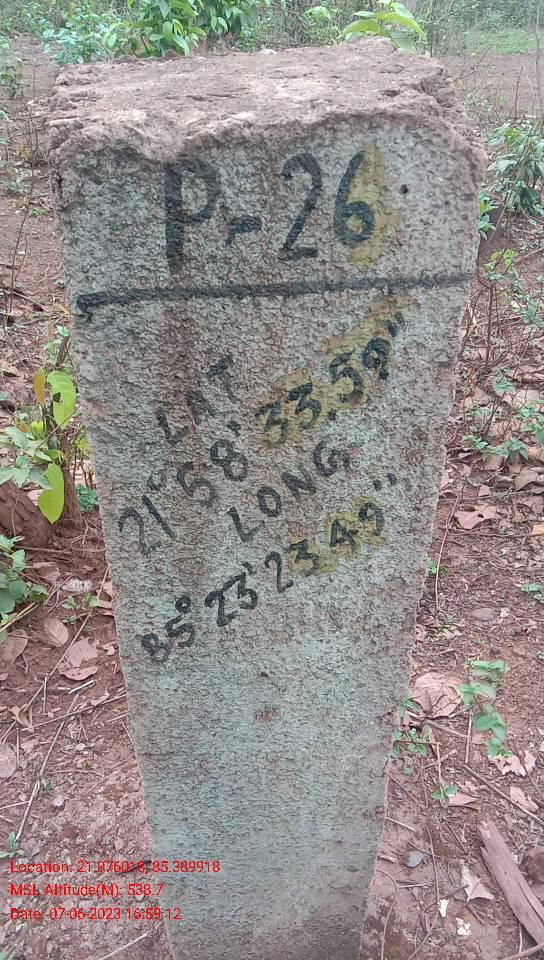 P-26
LAT
21° 58' 33.59"
LONG
85° 23' 23.49"
Location: 21.976018, 85.389918
MSL Altitude(M): 538.7
Date: 07-06-2023 16:59:12